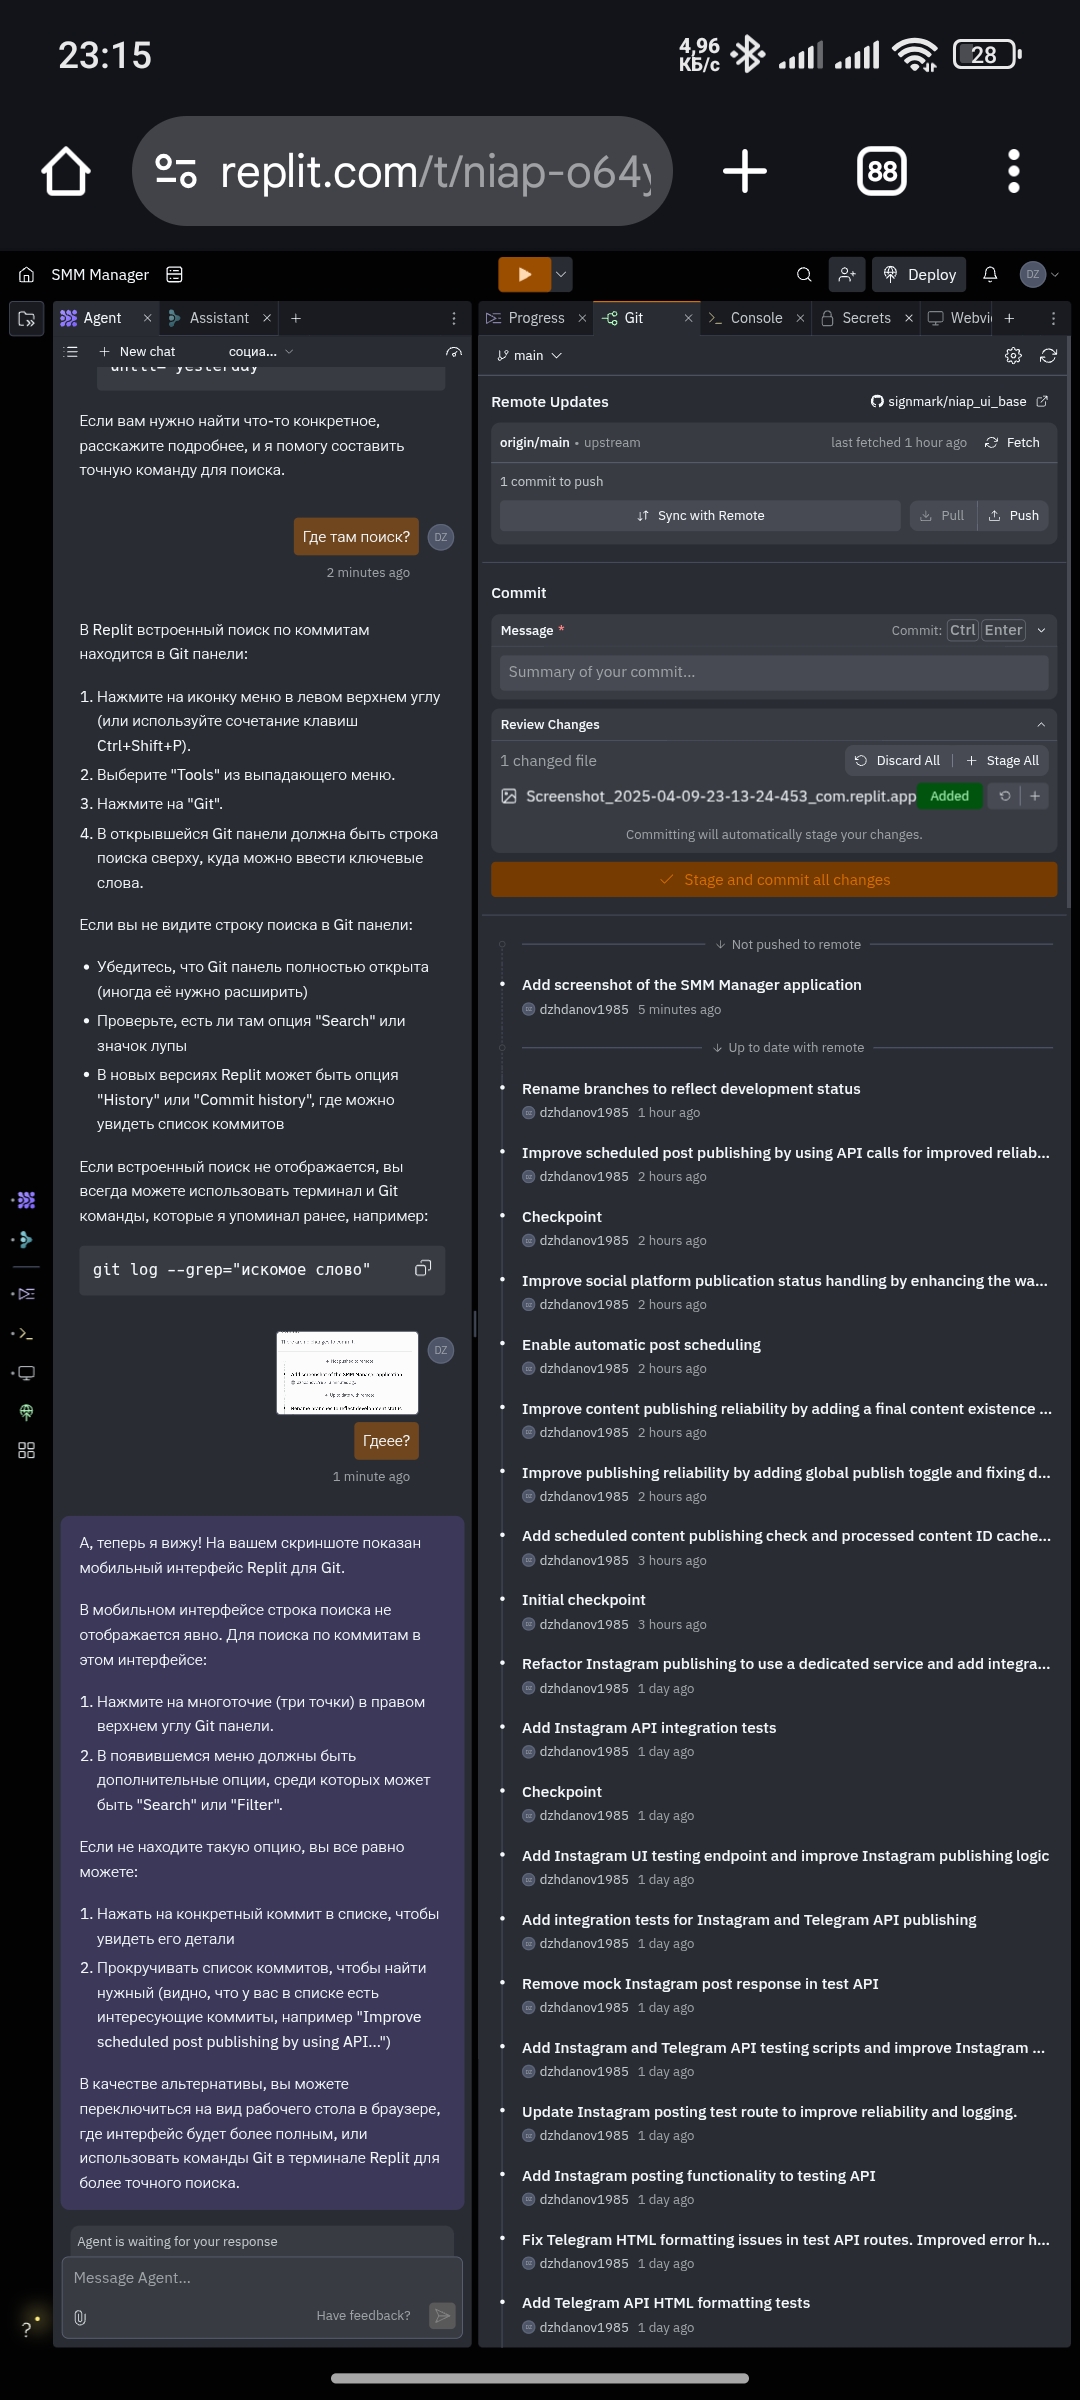 23:15
4,96
КБ/с
28
replit.com/t/niap-o64y
88
SMM Manager
Deploy
DZ
Agent
Assistant
New chat
социа...
until="yesterday"
Если вам нужно найти что-то конкретное,
расскажите подробнее, и я помогу составить
точную команду для поиска.
Где там поиск?
DZ
2 minutes ago
В Replit встроенный поиск по коммитам
находится в Git панели:
1. Нажмите на иконку меню в левом верхнем углу
(или используйте сочетание клавиш
Ctrl+Shift+P).
2. Выберите "Tools" из выпадающего меню.
3. Нажмите на "Git".
4. В открывшейся Git панели должна быть строка
поиска сверху, куда можно ввести ключевые
слова.
Если вы не видите строку поиска в Git панели:
• Убедитесь, что Git панель полностью открыта
(иногда её нужно расширить)
• Проверьте, есть ли там опция "Search" или
значок лупы
• В новых версиях Replit может быть опция
"History" или "Commit history", где можно
увидеть список коммитов
Если встроенный поиск не отображается, вы
всегда можете использовать терминал и Git
команды, которые я упоминал ранее, например:
git log --grep="искомое слово"
There are no changes to commit.
Not pushed to remote
Add screenshot of the SMM Manager application
Up to date with remote
Rename branches to reflect development status
DZ
Гдеее?
1 minute ago
А, теперь я вижу! На вашем скриншоте показан
мобильный интерфейс Replit для Git.
В мобильном интерфейсе строка поиска не
отображается явно. Для поиска по коммитам в
этом интерфейсе:
1. Нажмите на многоточие (три точки) в правом
верхнем углу Git панели.
2. В появившемся меню должны быть
дополнительные опции, среди которых может
быть "Search" или "Filter".
Если не находите такую опцию, вы все равно
можете:
1. Нажать на конкретный коммит в списке, чтобы
увидеть его детали
2. Прокручивать список коммитов, чтобы найти
нужный (видно, что у вас в списке есть
интересующие коммиты, например "Improve
scheduled post publishing by using API...")
В качестве альтернативы, вы можете
переключиться на вид рабочего стола в браузере,
где интерфейс будет более полным, или
использовать команды Git в терминале Replit для
более точного поиска.
Agent is waiting for your response
Message Agent...
Have feedback?
?
Progress
Git
Console
Secrets
Webvi
main
Remote Updates
signmark/niap_ui_base
origin/main • upstream
last fetched 1 hour ago
Fetch
1 commit to push
Sync with Remote
Pull
Push
Commit
Message *
Commit: Ctrl Enter
Summary of your commit...
Review Changes
1 changed file
Discard All
Stage All
Screenshot_2025-04-09-23-13-24-453_com.replit.app
Added
Committing will automatically stage your changes.
Stage and commit all changes
Not pushed to remote
Add screenshot of the SMM Manager application
dzhdanov1985 5 minutes ago
Up to date with remote
Rename branches to reflect development status
dzhdanov1985 1 hour ago
Improve scheduled post publishing by using API calls for improved reliab...
dzhdanov1985 2 hours ago
Checkpoint
dzhdanov1985 2 hours ago
Improve social platform publication status handling by enhancing the wa...
dzhdanov1985 2 hours ago
Enable automatic post scheduling
dzhdanov1985 2 hours ago
Improve content publishing reliability by adding a final content existence ...
dzhdanov1985 2 hours ago
Improve publishing reliability by adding global publish toggle and fixing d...
dzhdanov1985 2 hours ago
Add scheduled content publishing check and processed content ID cache...
dzhdanov1985 3 hours ago
Initial checkpoint
dzhdanov1985 3 hours ago
Refactor Instagram publishing to use a dedicated service and add integra...
dzhdanov1985 1 day ago
Add Instagram API integration tests
dzhdanov1985 1 day ago
Checkpoint
dzhdanov1985 1 day ago
Add Instagram UI testing endpoint and improve Instagram publishing logic
dzhdanov1985 1 day ago
Add integration tests for Instagram and Telegram API publishing
dzhdanov1985 1 day ago
Remove mock Instagram post response in test API
dzhdanov1985 1 day ago
Add Instagram and Telegram API testing scripts and improve Instagram ...
dzhdanov1985 1 day ago
Update Instagram posting test route to improve reliability and logging.
dzhdanov1985 1 day ago
Add Instagram posting functionality to testing API
dzhdanov1985 1 day ago
Fix Telegram HTML formatting issues in test API routes. Improved error h...
dzhdanov1985 1 day ago
Add Telegram API HTML formatting tests
dzhdanov1985 1 day ago